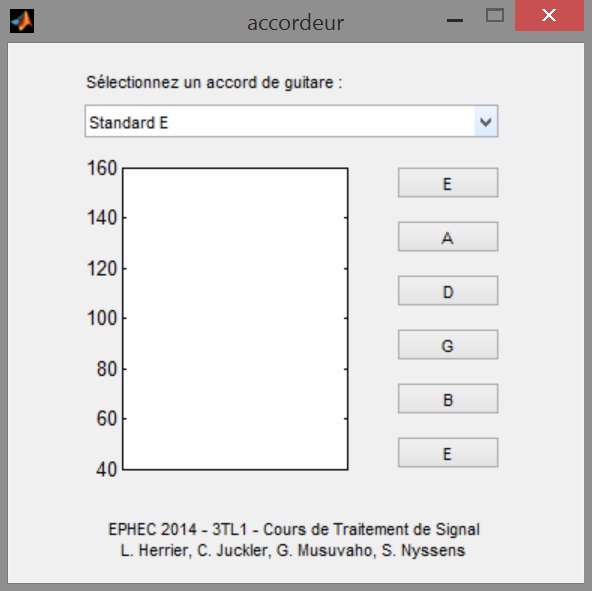 accordeur
Sélectionnez un accord de guitare :
Standard E
160
140
120
100
80
60
40
E
A
D
G
B
E
EPHEC 2014 - 3TL1 - Cours de Traitement de Signal
L. Herrier, C. Juckler, G. Musuvaho, S. Nyssens